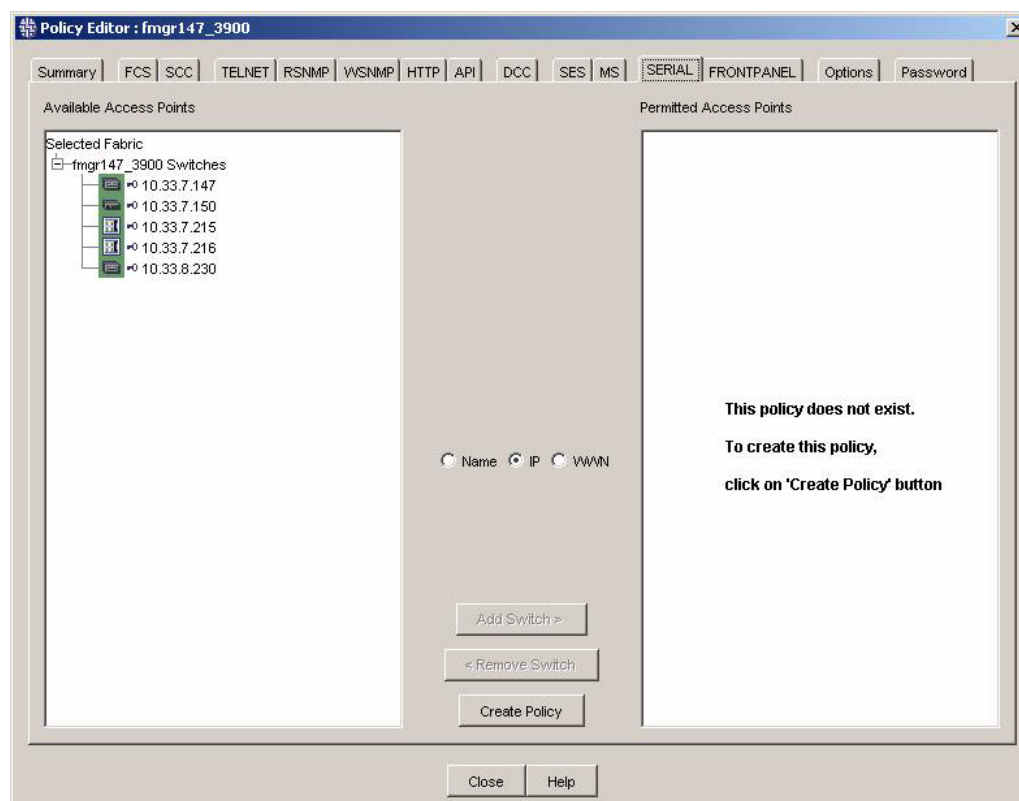 Policy Editor : fmgr147_3900
Summary FCS SCC TELNET RSNMP WSNMP HTTP API DCC SES MS SERIAL FRONTPANEL Options Password
Available Access Points
Permitted Access Points
Selected Fabric
fmgr147_3900 Switches
10.33.7.147
10.33.7.150
10.33.7.215
10.33.7.216
10.33.8.230
This policy does not exist.
To create this policy,
click on 'Create Policy' button
Name IP WWN
Add Switch >
< Remove Switch
Create Policy
Close Help